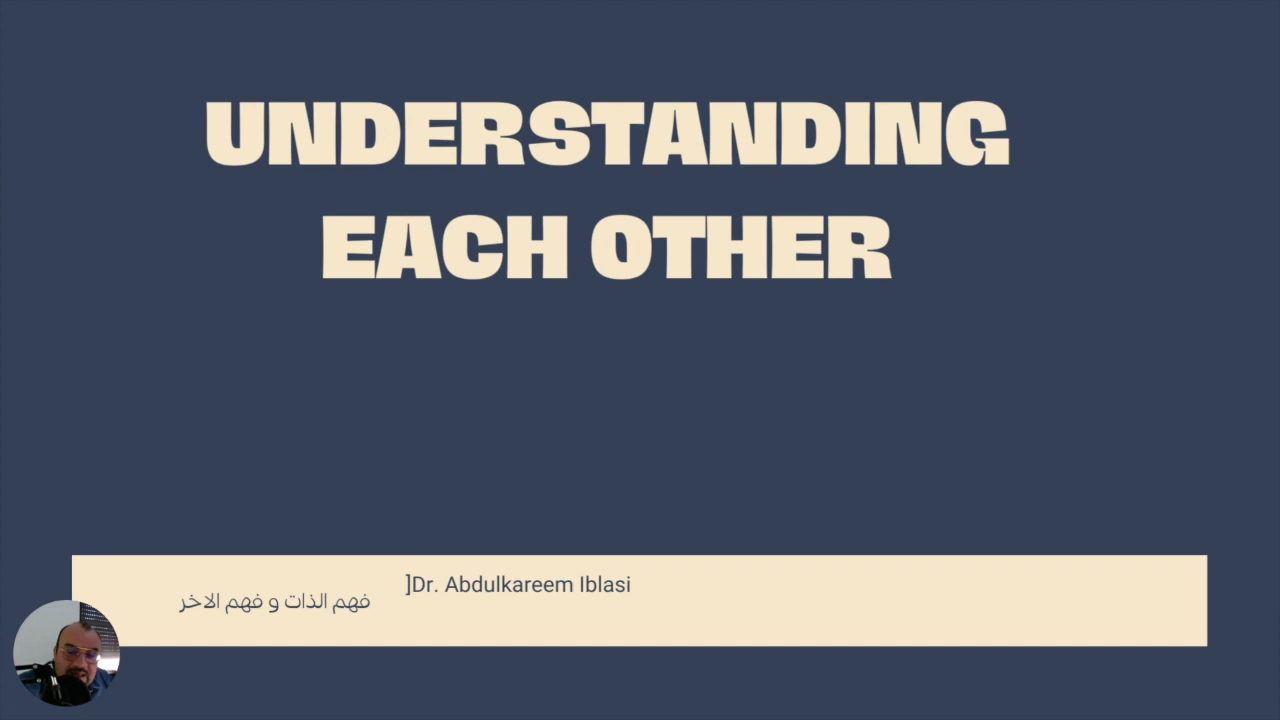 UNDERSTANDING
EACH OTHER
]Dr. Abdulkareem Iblasi
فهم الذات و فهم الاخر